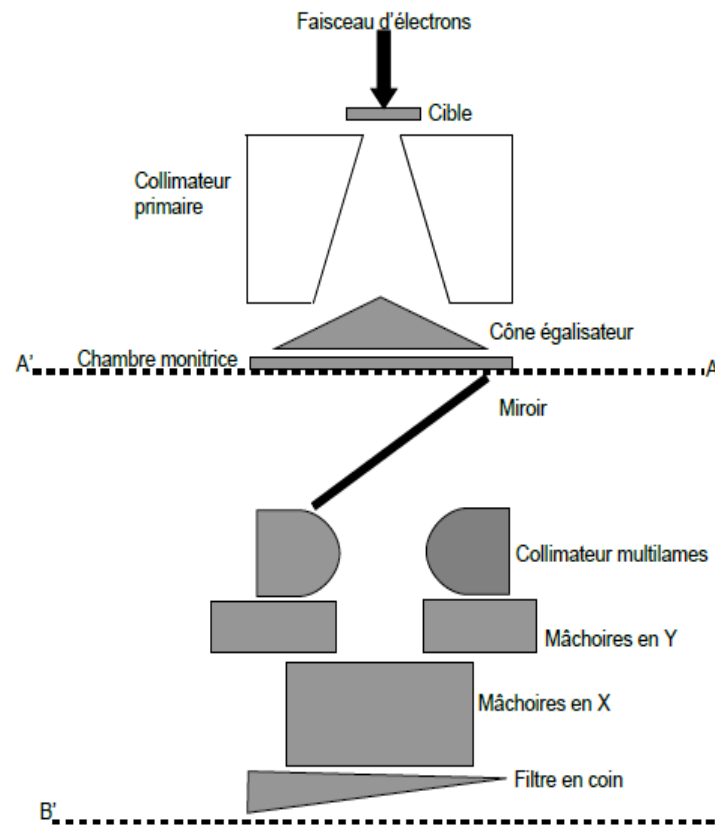 Faisceau d'électrons
Cible
Collimateur
primaire
Cône égalisateur
Chambre monitrice
A'
A
Miroir
Collimateur multilames
Mâchoires en Y
Mâchoires en X
Filtre en coin
B'